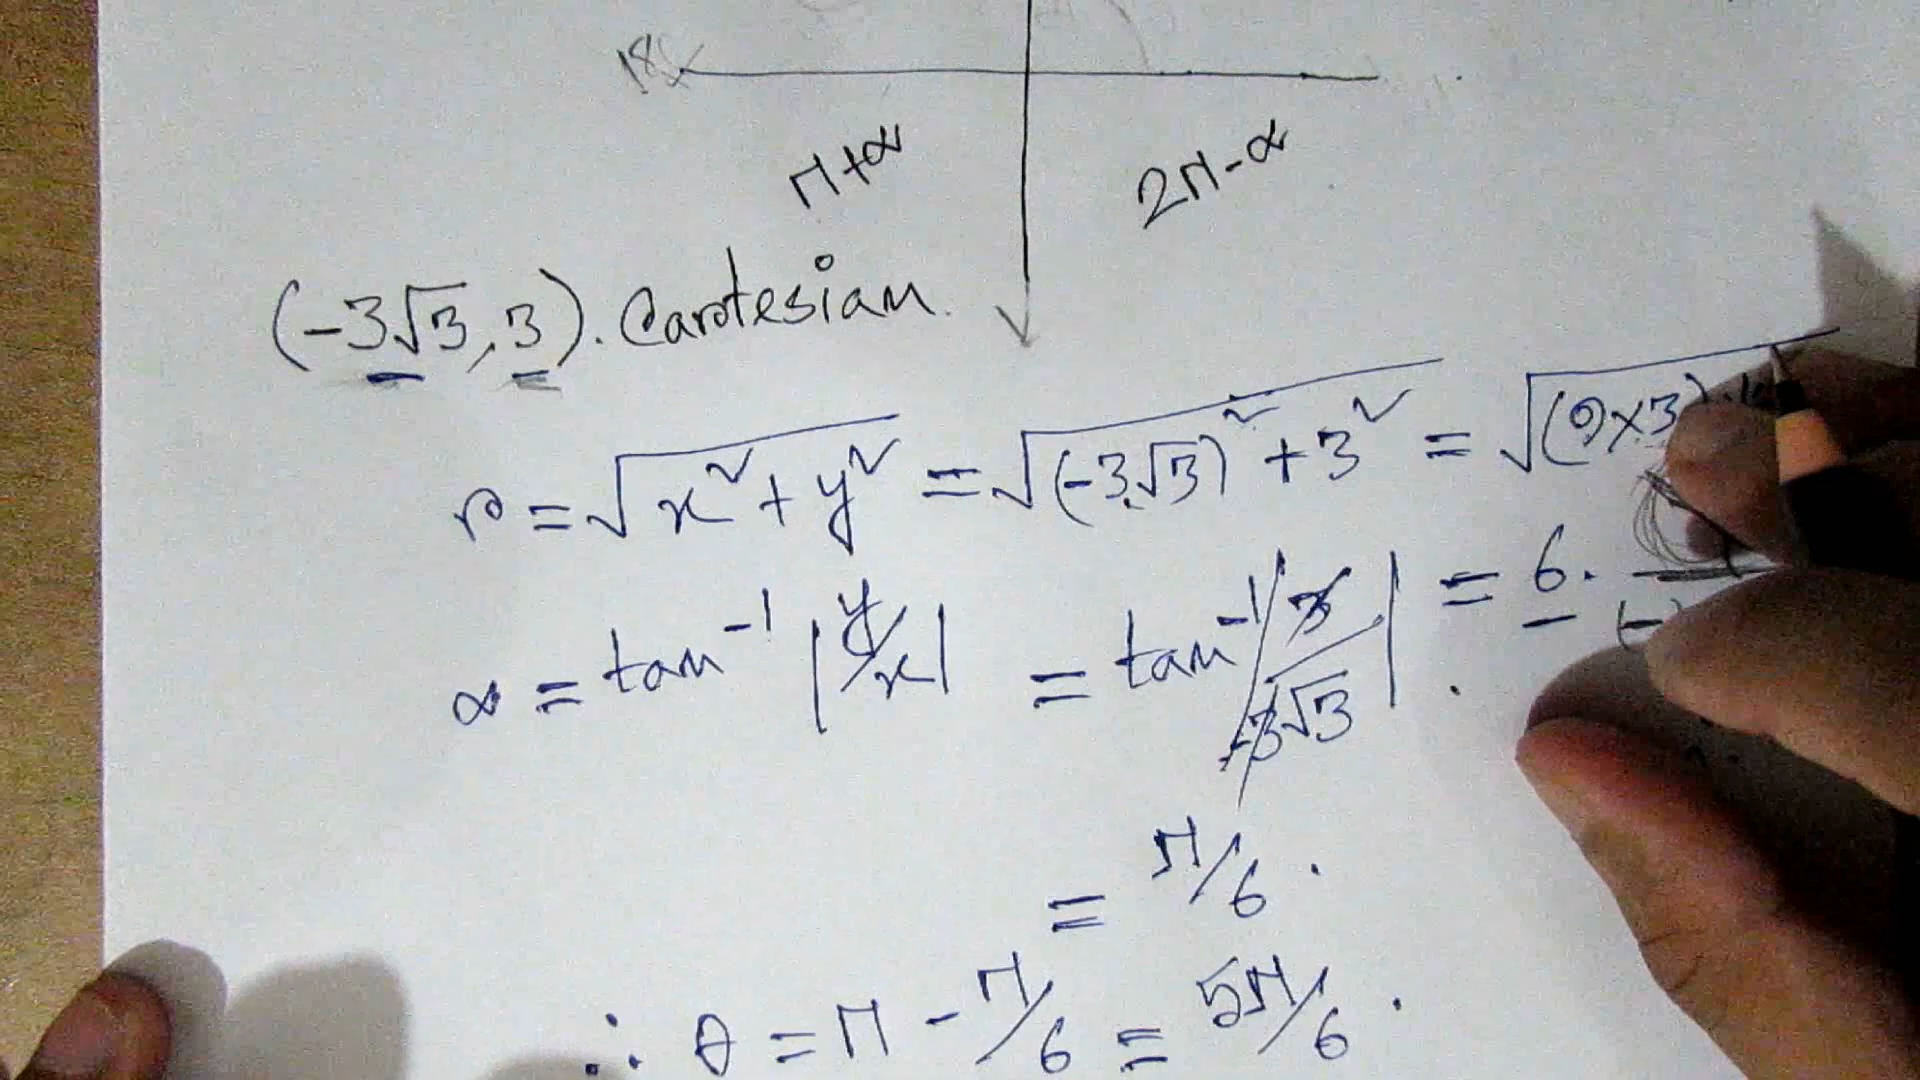 π+α 2π-α
(-3√3, 3). Cartesian.
r = √x²+y² = √(-3.√3)²+3² = √(9×3)
= 6.
α = tan⁻¹ |y/x| = tan⁻¹ |3/-3√3| .
= π/6 .
∴ θ = π - π/6 = 5π/6 .